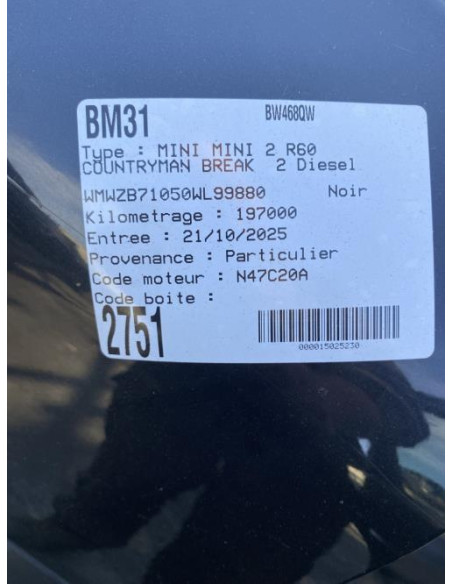 BM31 BW468QW
Type : MINI MINI 2 R60
COUNTRYMAN BREAK 2 Diesel
WMWZB71050WL99880 Noir
Kilometrage : 197000
Entree : 21/10/2025
Provenance : Particulier
Code moteur : N47C20A
Code boite :
2751
000015025230